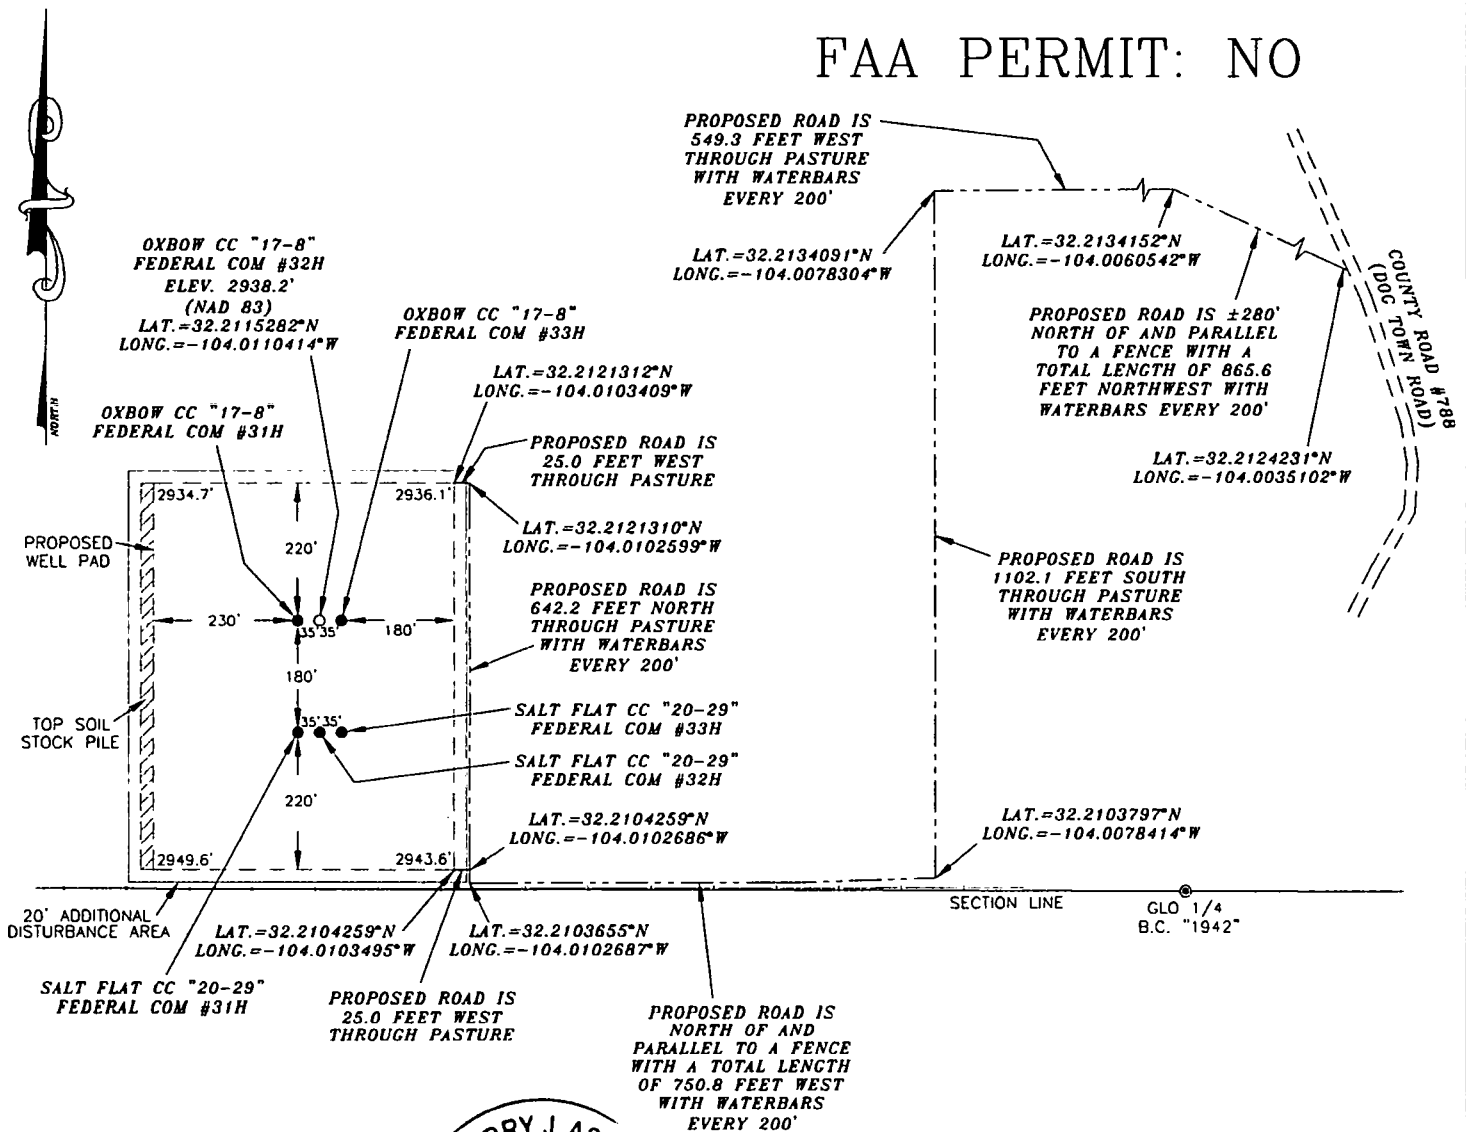 FAA PERMIT: NO
NORTH
PROPOSED ROAD IS
549.3 FEET WEST
THROUGH PASTURE
WITH WATERBARS
EVERY 200'
LAT.=32.2134091°N
LONG.=-104.0078304°W
LAT.=32.2134152°N
LONG.=-104.0060542°W
COUNTY ROAD #788
(DOG TOWN ROAD)
PROPOSED ROAD IS ±280'
NORTH OF AND PARALLEL
TO A FENCE WITH A
TOTAL LENGTH OF 865.6
FEET NORTHWEST WITH
WATERBARS EVERY 200'
LAT.=32.2124231°N
LONG.=-104.0035102°W
OXBOW CC "17-8"
FEDERAL COM #32H
ELEV. 2938.2'
(NAD 83)
LAT.=32.2115282°N
LONG.=-104.0110414°W
OXBOW CC "17-8"
FEDERAL COM #33H
LAT.=32.2121312°N
LONG.=-104.0103409°W
OXBOW CC "17-8"
FEDERAL COM #31H
PROPOSED ROAD IS
25.0 FEET WEST
THROUGH PASTURE
2934.7'
2936.1'
LAT.=32.2121310°N
LONG.=-104.0102599°W
PROPOSED
WELL PAD
220'
PROPOSED ROAD IS
642.2 FEET NORTH
THROUGH PASTURE
WITH WATERBARS
EVERY 200'
PROPOSED ROAD IS
1102.1 FEET SOUTH
THROUGH PASTURE
WITH WATERBARS
EVERY 200'
230'
35'35'
180'
180'
TOP SOIL
STOCK PILE
35'35'
SALT FLAT CC "20-29"
FEDERAL COM #33H
SALT FLAT CC "20-29"
FEDERAL COM #32H
220'
LAT.=32.2104259°N
LONG.=-104.0102686°W
LAT.=32.2103797°N
LONG.=-104.0078414°W
2949.6'
2943.6'
SECTION LINE
GLO 1/4
B.C. "1942"
20' ADDITIONAL
DISTURBANCE AREA
LAT.=32.2104259°N
LONG.=-104.0103495°W
LAT.=32.2103655°N
LONG.=-104.0102687°W
SALT FLAT CC "20-29"
FEDERAL COM #31H
PROPOSED ROAD IS
25.0 FEET WEST
THROUGH PASTURE
PROPOSED ROAD IS
NORTH OF AND
PARALLEL TO A FENCE
WITH A TOTAL LENGTH
OF 750.8 FEET WEST
WITH WATERBARS
EVERY 200'